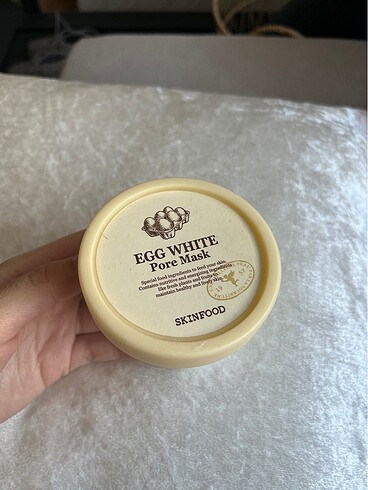 EGG WHITE
Pore Mask
Special food ingredients to feed your skin.
Contains nutritive and energizing ingredients
like fresh plants and fruits to
maintain healthy and lively skin.
SKINFOOD